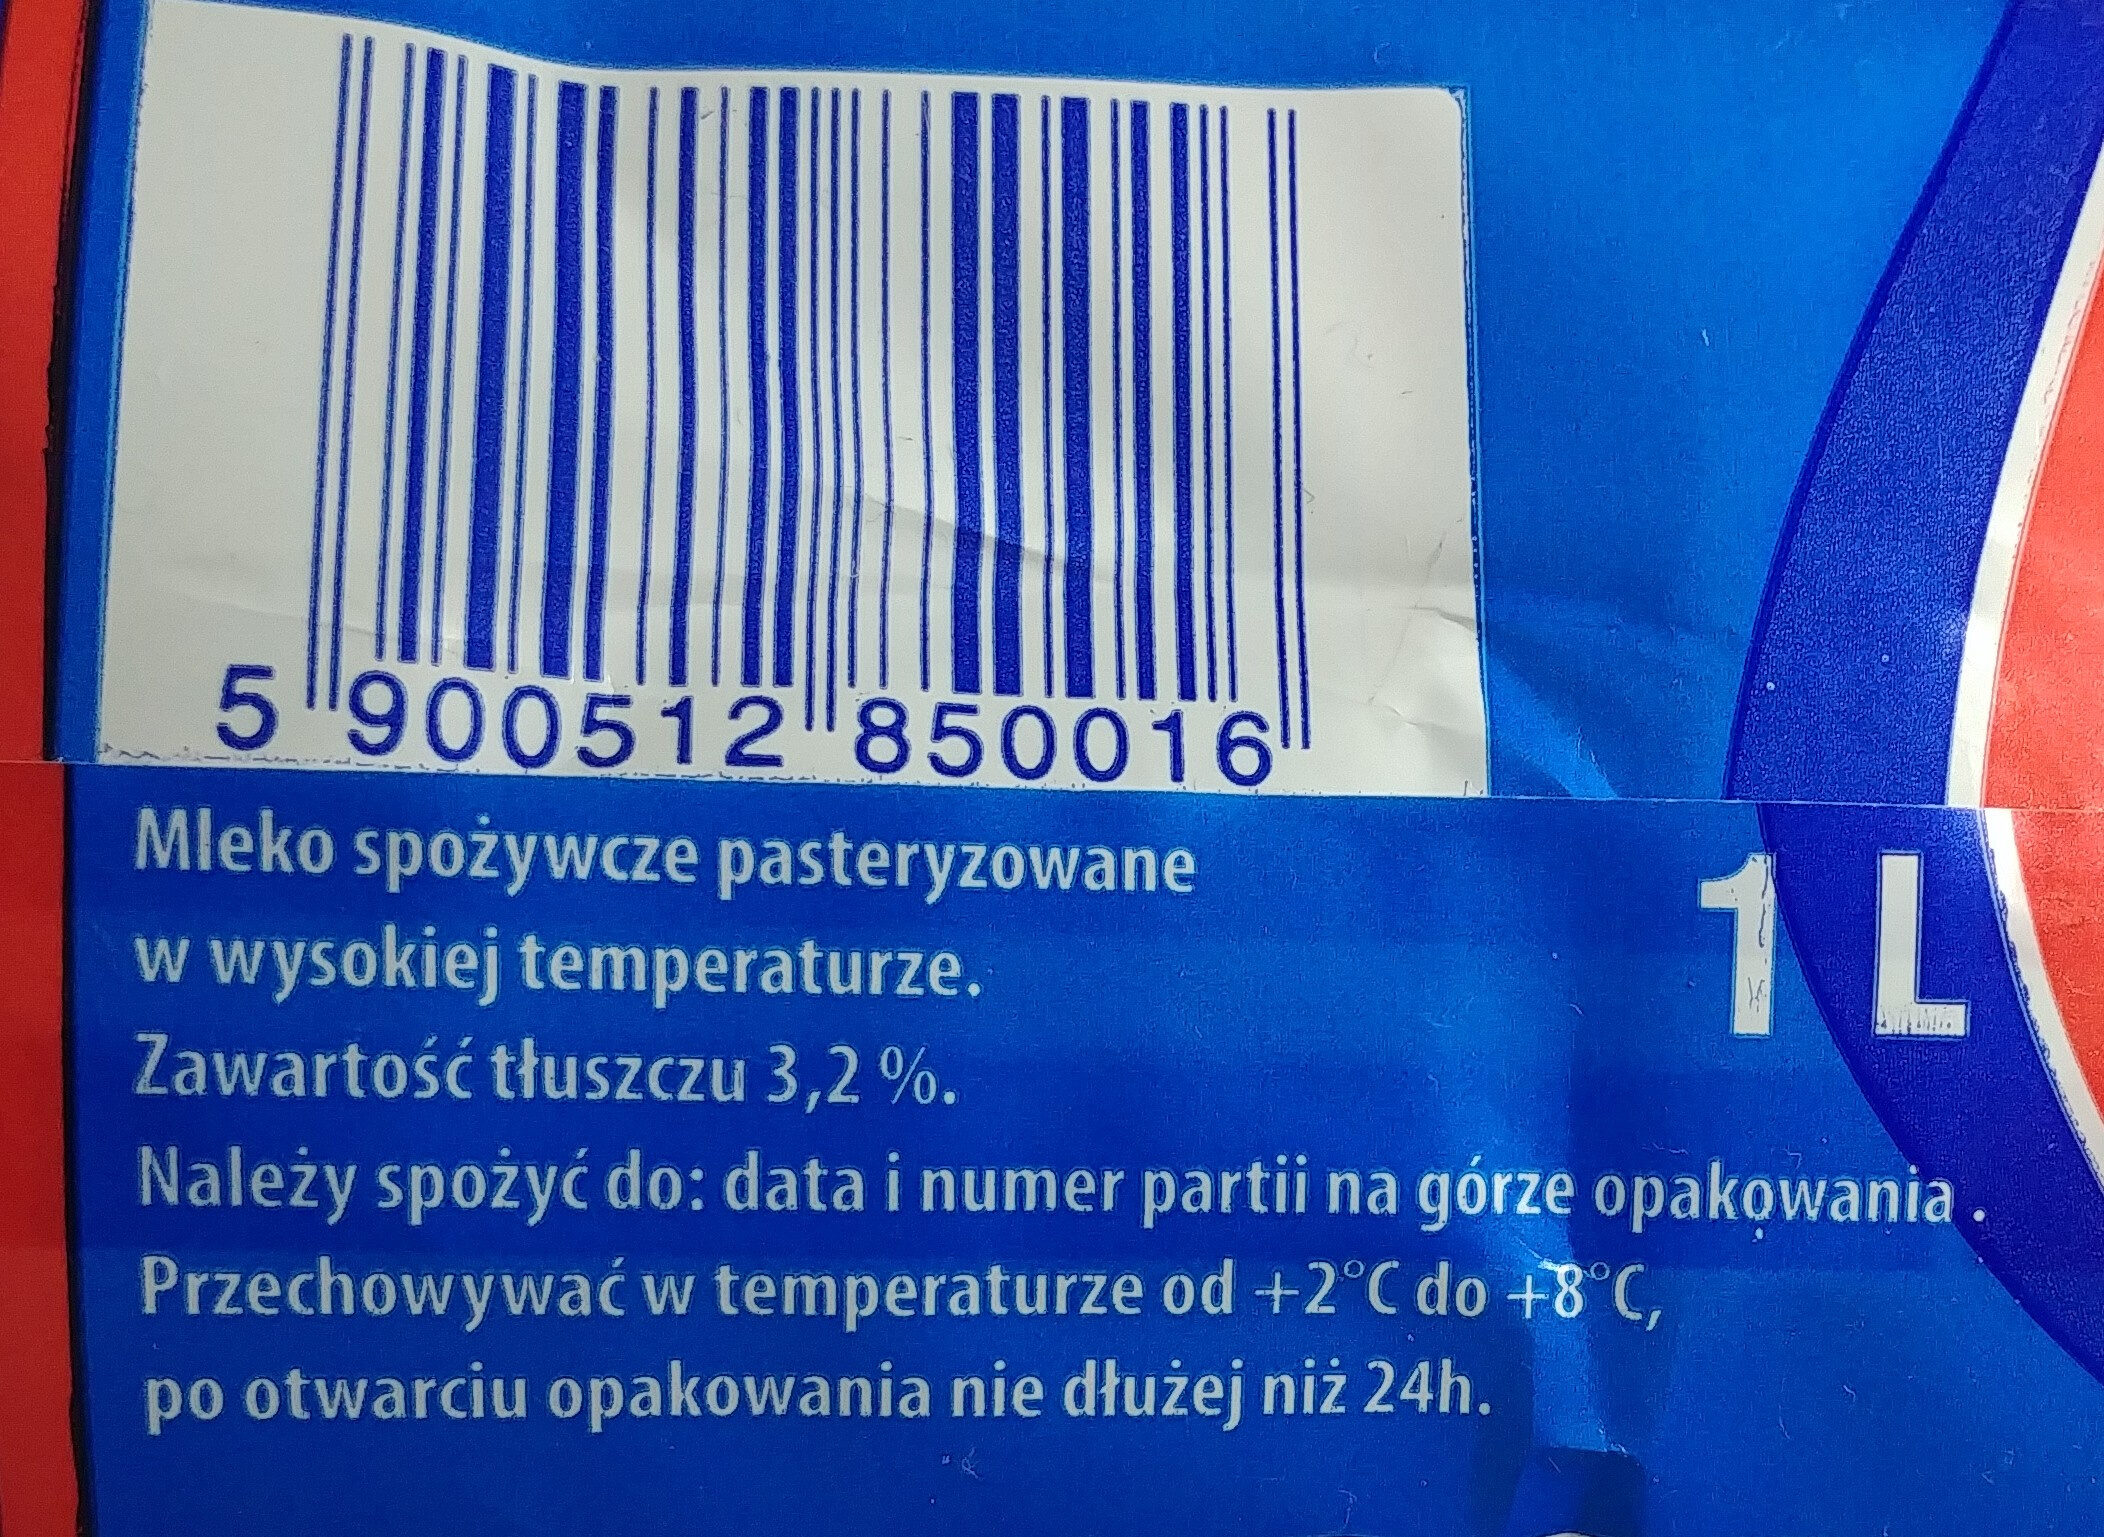 5 900512 850016
Mleko spożywcze pasteryzowane
w wysokiej temperaturze.
1 L
Zawartość tłuszczu 3,2 %.
Należy spożyć do: data i numer partii na górze opakowania .
Przechowywać w temperaturze od +2°C do +8°C,
po otwarciu opakowania nie dłużej niż 24h.